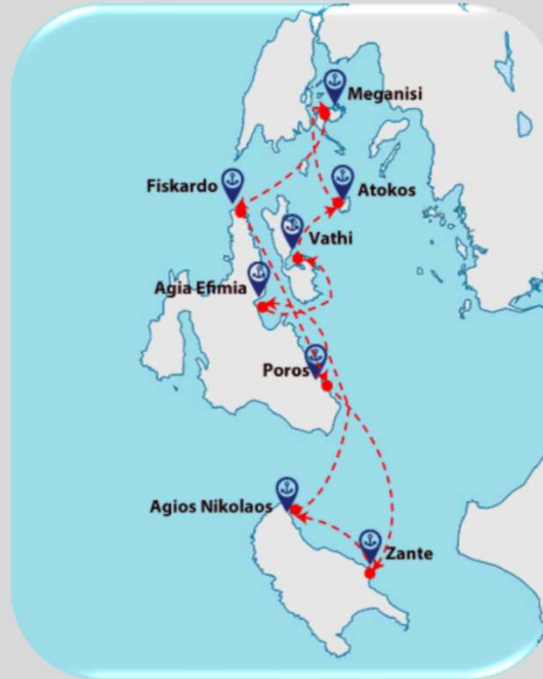 Meganisi
Fiskardo
Atokos
Vathi
Agia Efimia
Poros
Agios Nikolaos
Zante